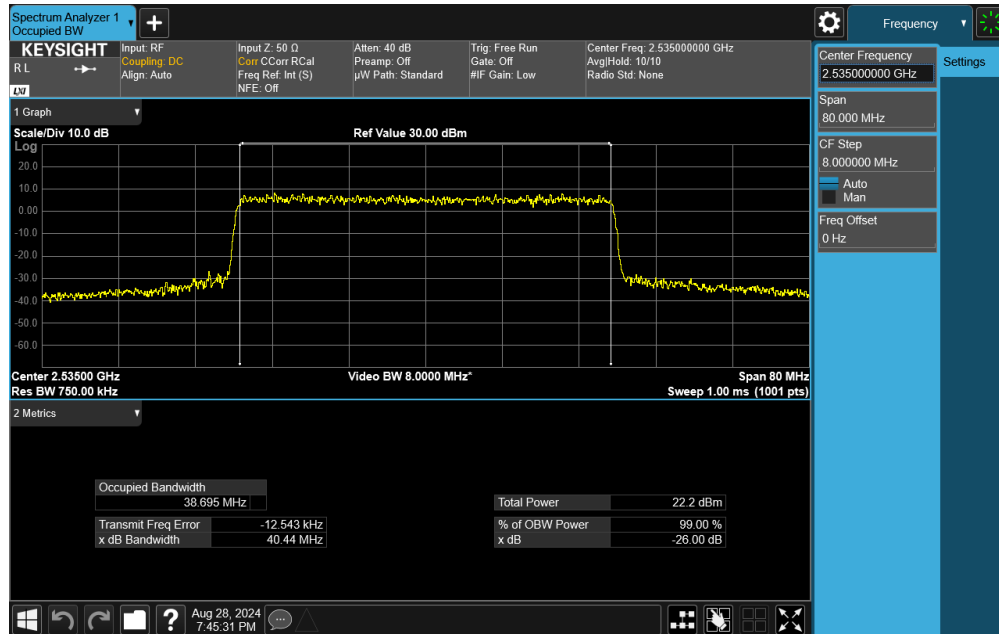 Spectrum Analyzer 1
Occupied BW
Frequency
KEYSIGHT
R L
LXI
Input: RF
Coupling: DC
Align: Auto
Input Z: 50 Ω
Corr CCorr RCal
Freq Ref: Int (S)
NFE: Off
Atten: 40 dB
Preamp: Off
µW Path: Standard
Trig: Free Run
Gate: Off
#IF Gain: Low
Center Freq: 2.535000000 GHz
Avg|Hold: 10/10
Radio Std: None
Center Frequency
2.535000000 GHz
Settings
Span
80.000 MHz
CF Step
8.000000 MHz
Auto
Man
Freq Offset
0 Hz
1 Graph
Scale/Div 10.0 dB
Ref Value 30.00 dBm
Log
20.0
10.0
0.00
-10.0
-20.0
-30.0
-40.0
-50.0
-60.0
Center 2.53500 GHz
Video BW 8.0000 MHz*
Span 80 MHz
Res BW 750.00 kHz
Sweep 1.00 ms (1001 pts)
2 Metrics
Occupied Bandwidth
38.695 MHz
Total Power 22.2 dBm
Transmit Freq Error -12.543 kHz
% of OBW Power 99.00 %
x dB Bandwidth 40.44 MHz
x dB -26.00 dB
Aug 28, 2024
7:45:31 PM